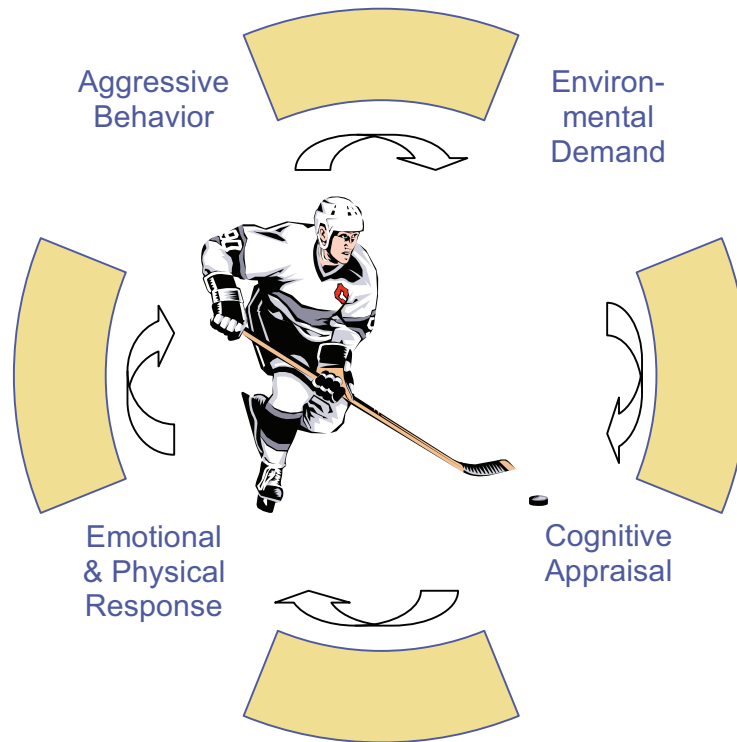 Aggressive
Behavior
Environ-
mental
Demand
Emotional
& Physical
Response
Cognitive
Appraisal